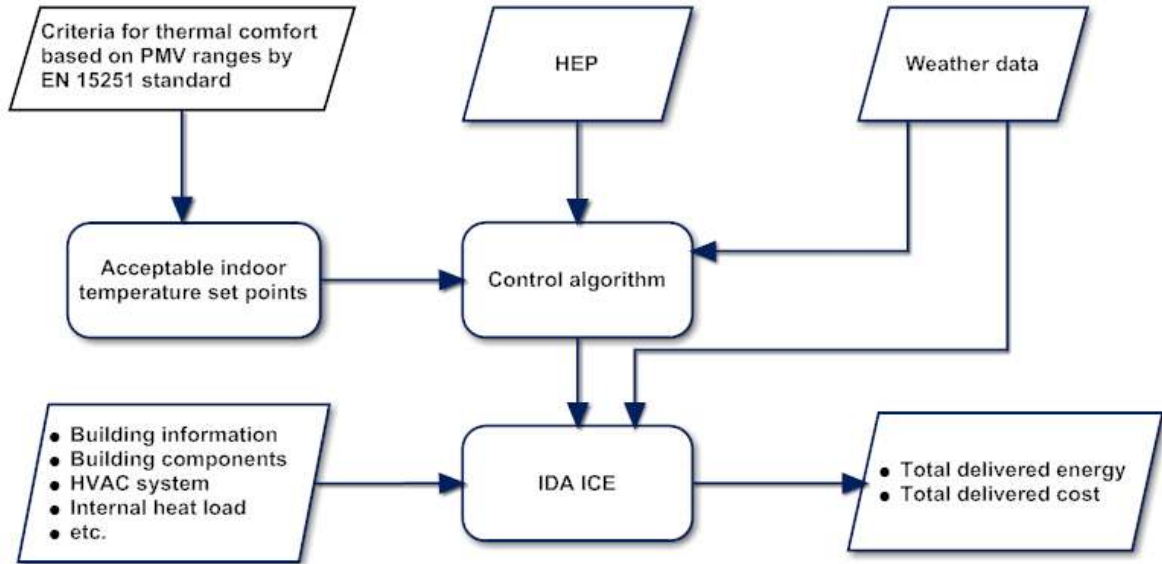 Criteria for thermal comfort
based on PMV ranges by
EN 15251 standard
HEP
Weather data
Acceptable indoor
temperature set points
Control algorithm
● Building information
● Building components
● HVAC system
● Internal heat load
● etc.
IDA ICE
● Total delivered energy
● Total delivered cost